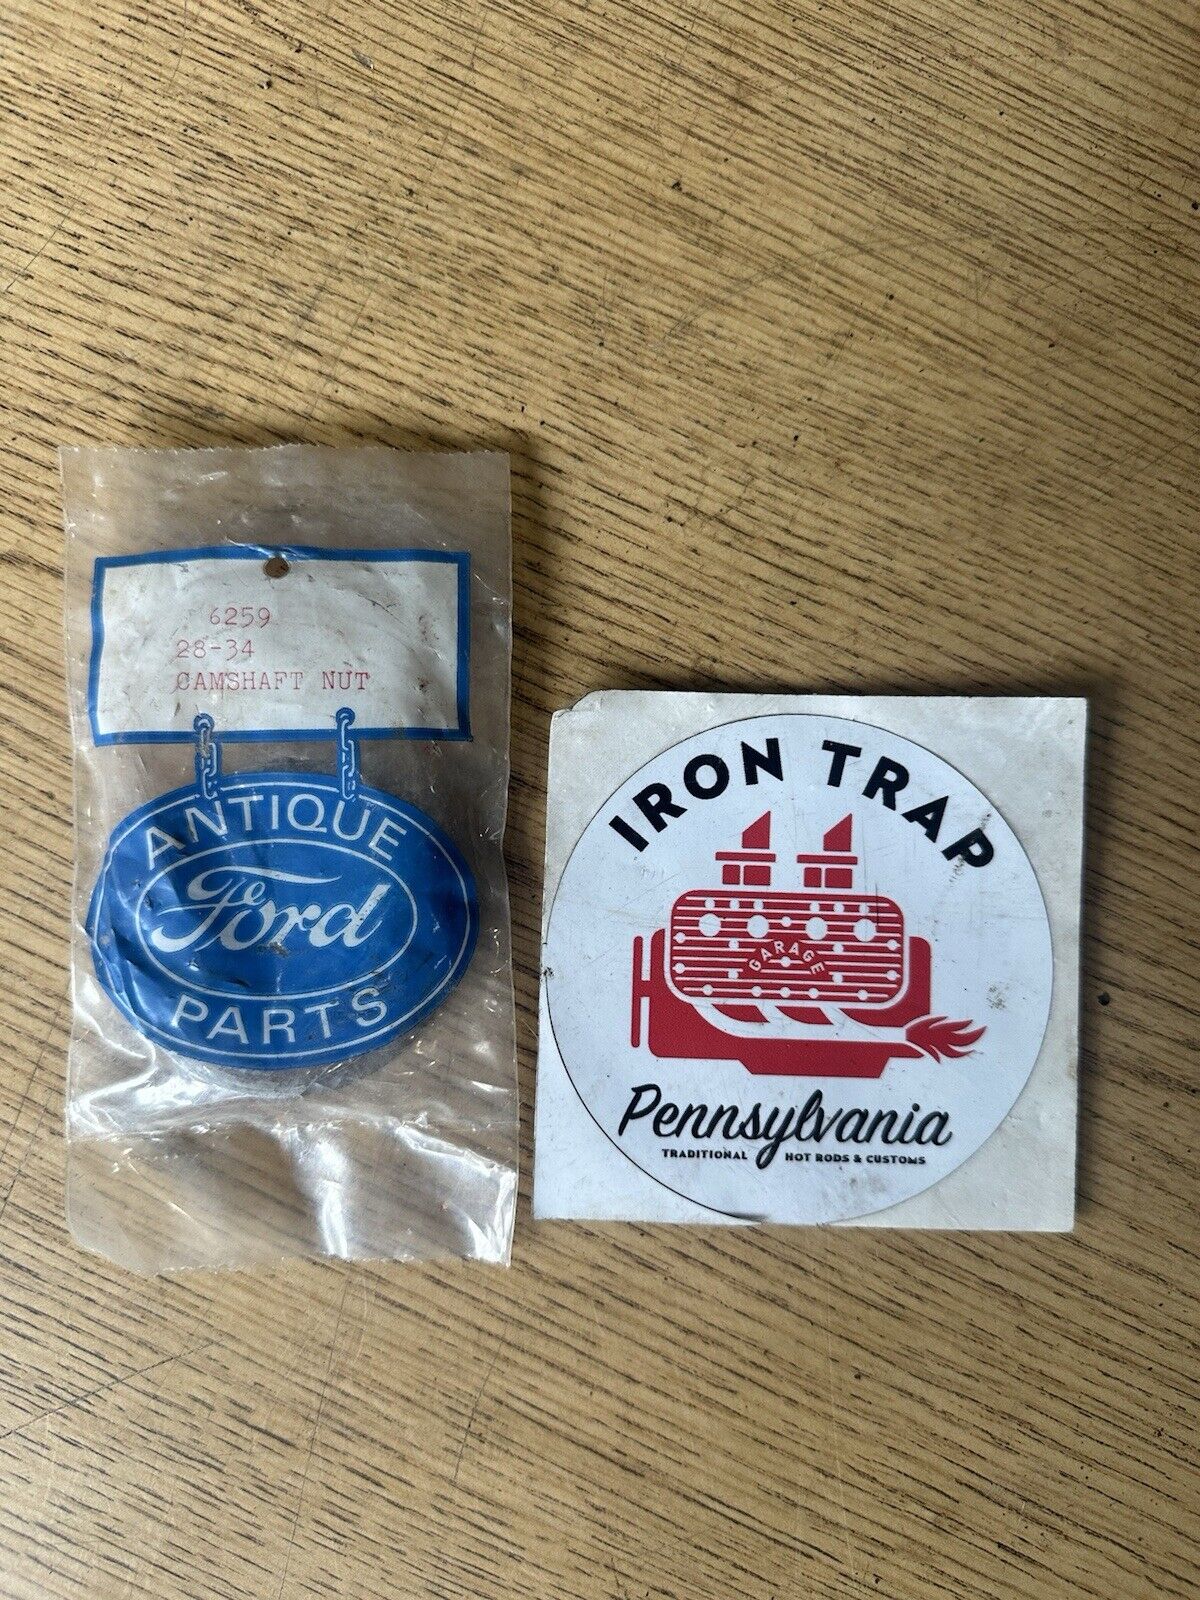 6259
28-34
CAMSHAFT NUT
ANTIQUE
Ford
PARTS
IRON TRAP
GARAGE
Pennsylvania
TRADITIONAL HOT RODS & CUSTOMS